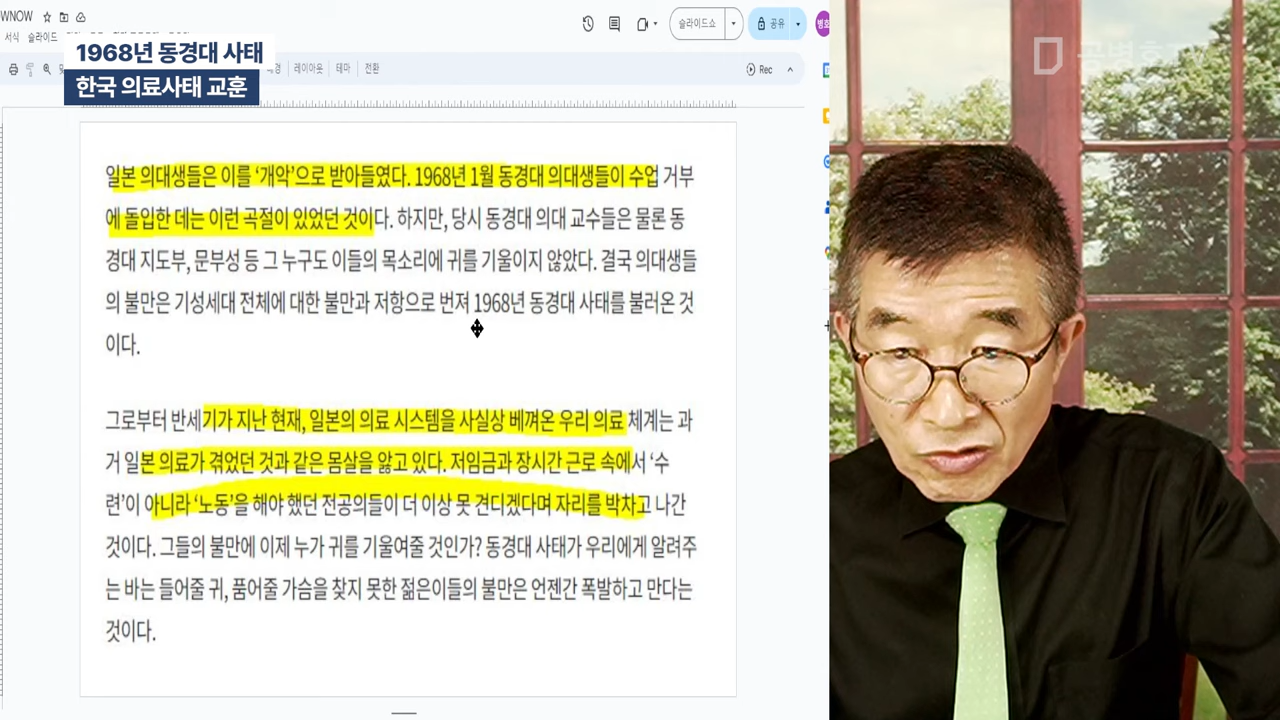 WNOW
서식 슬라이드
슬라이드쇼
공유
병호
1968년 동경대 사태
한국 의료사태 교훈
레이아웃
테마
전환
Rec
공병호TV
일본 의대생들은 이를 ‘개악’으로 받아들였다. 1968년 1월 동경대 의대생들이 수업 거부
에 돌입한 데는 이런 곡절이 있었던 것이다. 하지만, 당시 동경대 의대 교수들은 물론 동
경대 지도부, 문부성 등 그 누구도 이들의 목소리에 귀를 기울이지 않았다. 결국 의대생들
의 불만은 기성세대 전체에 대한 불만과 저항으로 번져 1968년 동경대 사태를 불러온 것
이다.
그로부터 반세기가 지난 현재, 일본의 의료 시스템을 사실상 베껴온 우리 의료 체계는 과
거 일본 의료가 겪었던 것과 같은 몸살을 앓고 있다. 저임금과 장시간 근로 속에서 ‘수
련’이 아니라 ‘노동’을 해야 했던 전공의들이 더 이상 못 견디겠다며 자리를 박차고 나간
것이다. 그들의 불만에 이제 누가 귀를 기울여줄 것인가? 동경대 사태가 우리에게 알려주
는 바는 들어줄 귀, 품어줄 가슴을 찾지 못한 젊은이들의 불만은 언젠간 폭발하고 만다는
것이다.